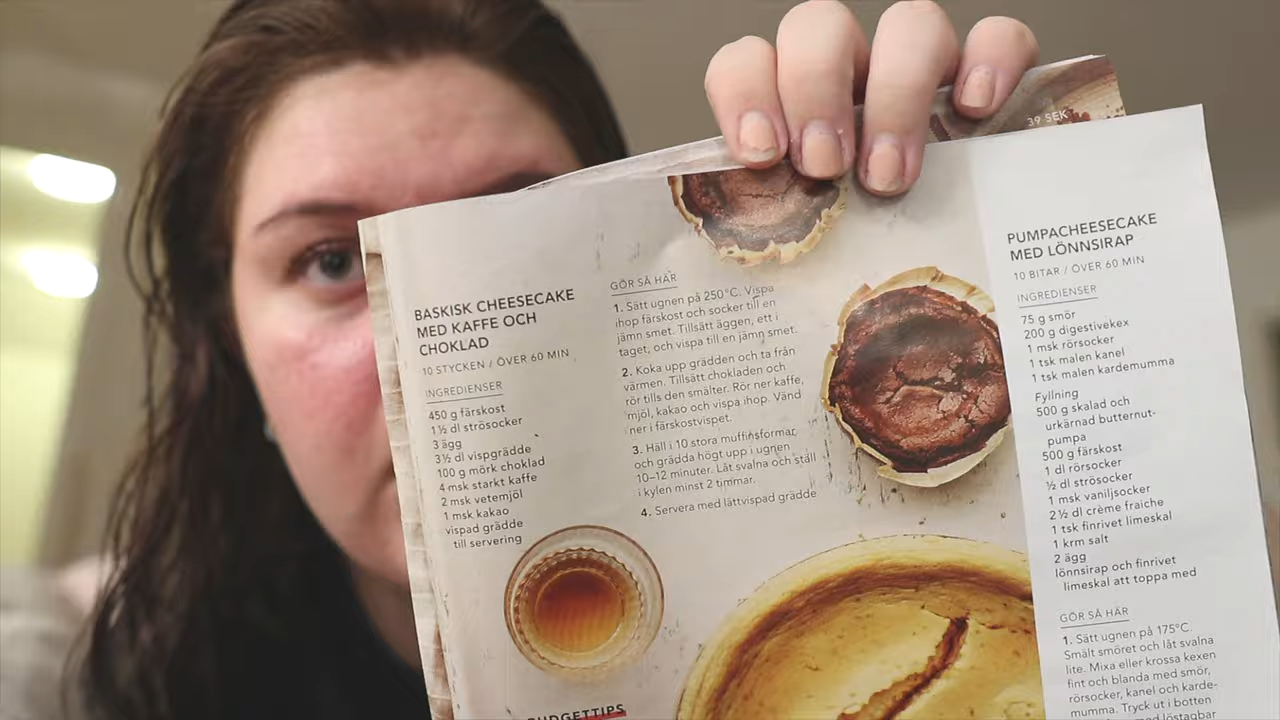 39 SEK
BASKISK CHEESECAKE
MED KAFFE OCH
CHOKLAD
10 STYCKEN / ÖVER 60 MIN
INGREDIENSER
450 g färskost
1½ dl strösocker
3 ägg
3½ dl vispgrädde
100 g mörk choklad
4 msk starkt kaffe
2 msk vetemjöl
1 msk kakao
vispad grädde
till servering
GÖR SÅ HÄR
1. Sätt ugnen på 250°C. Vispa
ihop färskost och socker till en
jämn smet. Tillsätt äggen, ett i
taget, och vispa till en jämn smet.
2. Koka upp grädden och ta från
värmen. Tillsätt chokladen och
rör tills den smälter. Rör ner kaffe,
mjöl, kakao och vispa ihop. Vänd
ner i färskostvispet.
3. Häll i 10 stora muffinsformar,
och grädda högt upp i ugnen
10–12 minuter. Låt svalna och ställ
i kylen minst 2 timmar.
4. Servera med lättvispad grädde
BUDGETTIPS
PUMPACHEESECAKE
MED LÖNNSIRAP
10 BITAR / ÖVER 60 MIN
INGREDIENSER
75 g smör
200 g digestivekex
1 msk rörsocker
1 tsk malen kanel
1 tsk malen kardemumma
Fyllning
500 g skalad och
urkärnad butternut-
pumpa
500 g färskost
1 dl rörsocker
½ dl strösocker
1 msk vaniljsocker
2½ dl crème fraiche
1 tsk finrivet limeskal
1 krm salt
2 ägg
lönnsirap och finrivet
limeskal att toppa med
GÖR SÅ HÄR
1. Sätt ugnen på 175°C.
Smält smöret och låt svalna
lite. Mixa eller krossa kexen
fint och blanda med smör,
rörsocker, kanel och karde-
mumma. Tryck ut i botten
med löstagbar